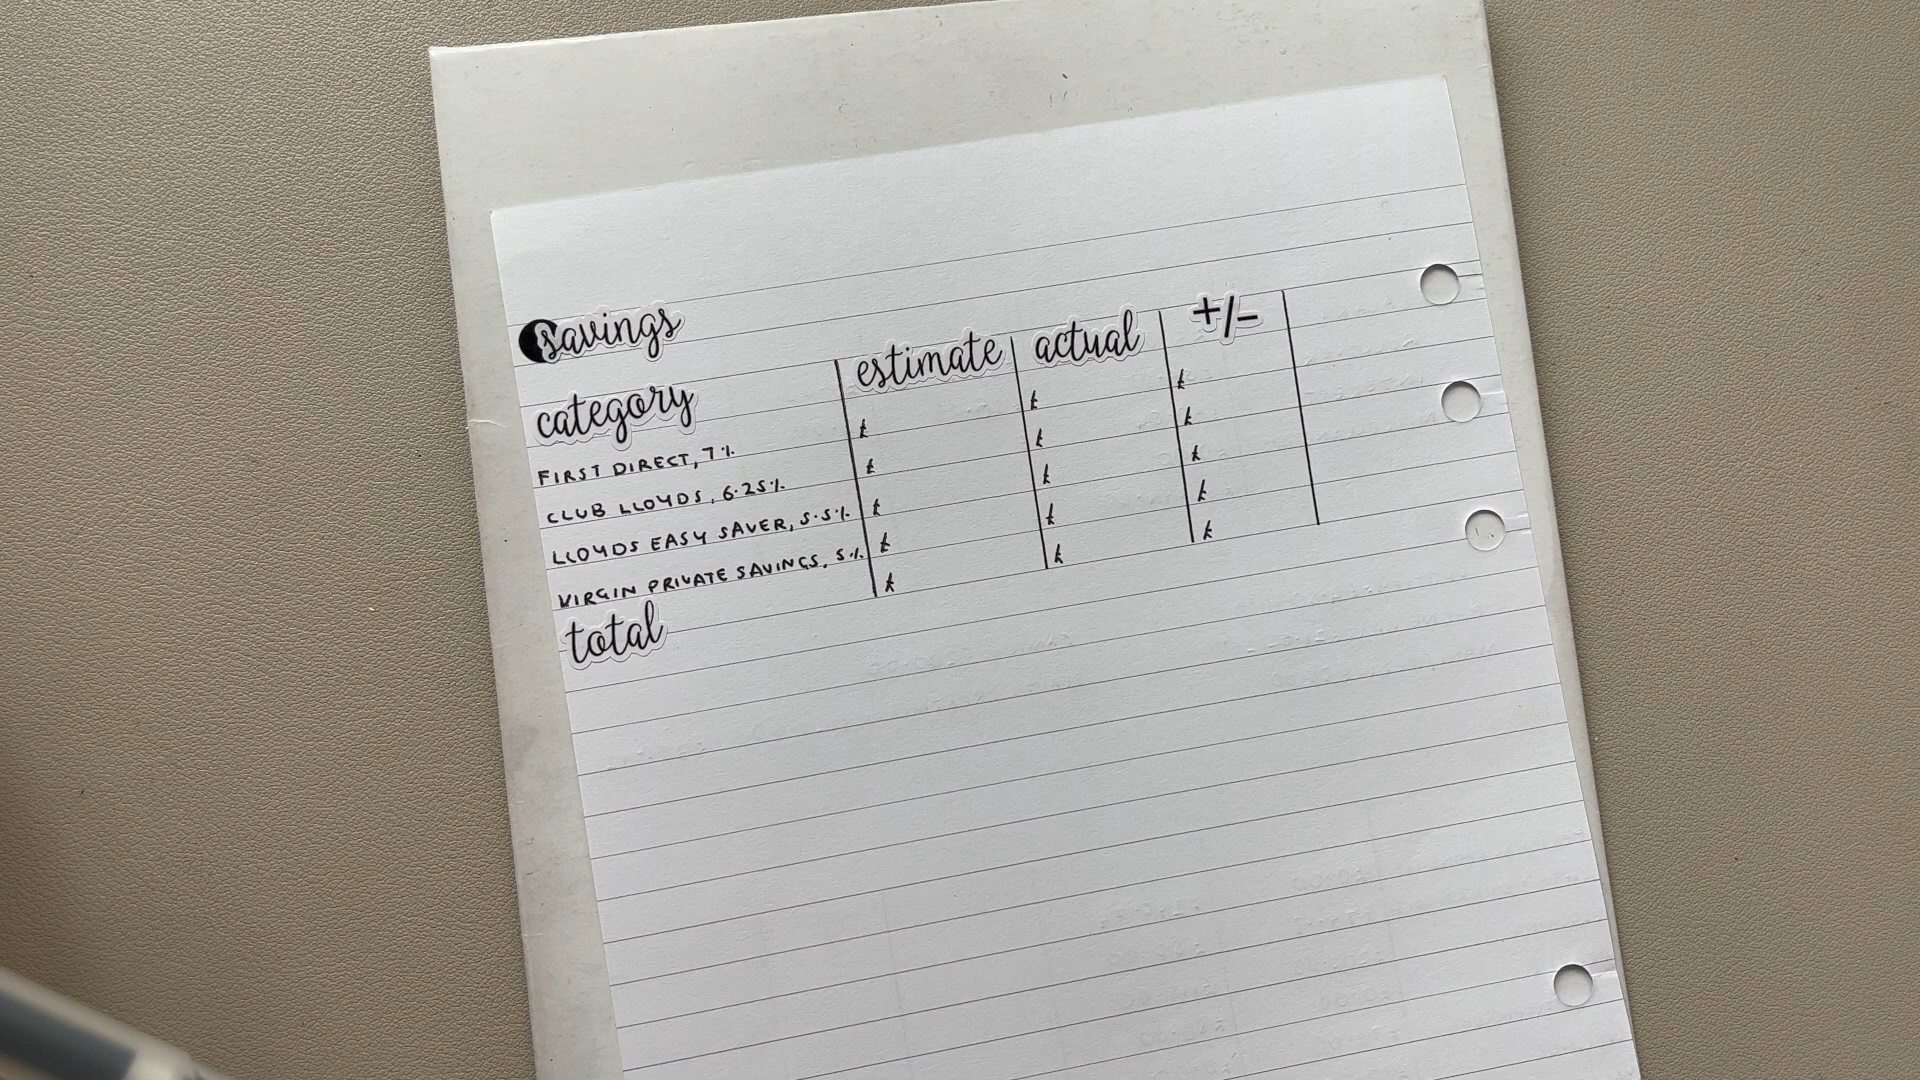 savings
category estimate actual +/-
FIRST DIRECT, 7% £ £ £
CLUB LLOYDS, 6.25% £ £ £
LLOYDS EASY SAVER, 5.5% £ £ £
VIRGIN PRIVATE SAVINGS, 5% £ £ £
total £ £ £